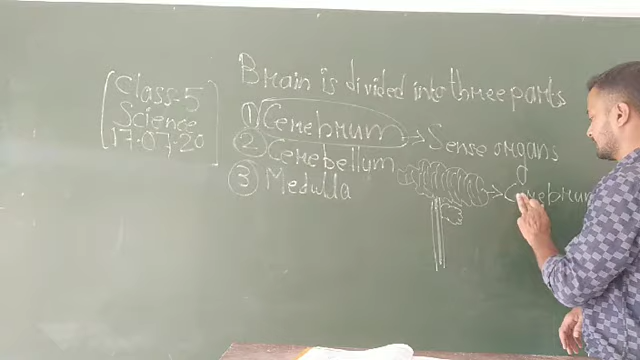 Class-5
Science
17.07.20
Brain is divided into three parts
① Cerebrum → Sense organs
② Cerebellum
③ Medulla
→ Cerebrum